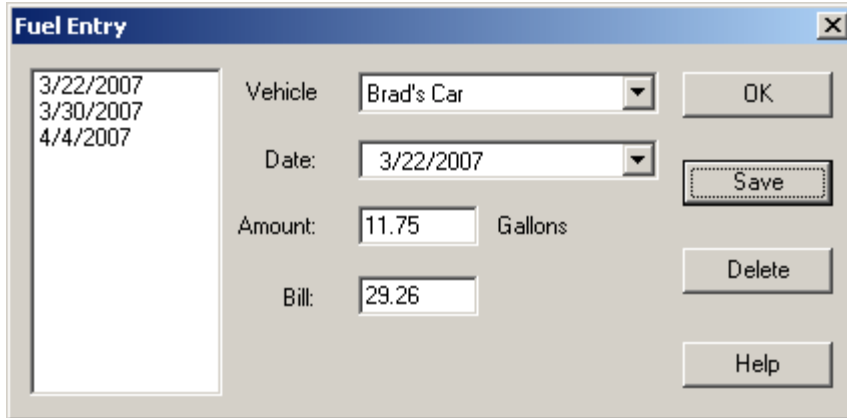 Fuel Entry
3/22/2007
3/30/2007
4/4/2007
Vehicle
Brad's Car
OK
Date:
3/22/2007
Save
Amount:
11.75
Gallons
Delete
Bill:
29.26
Help